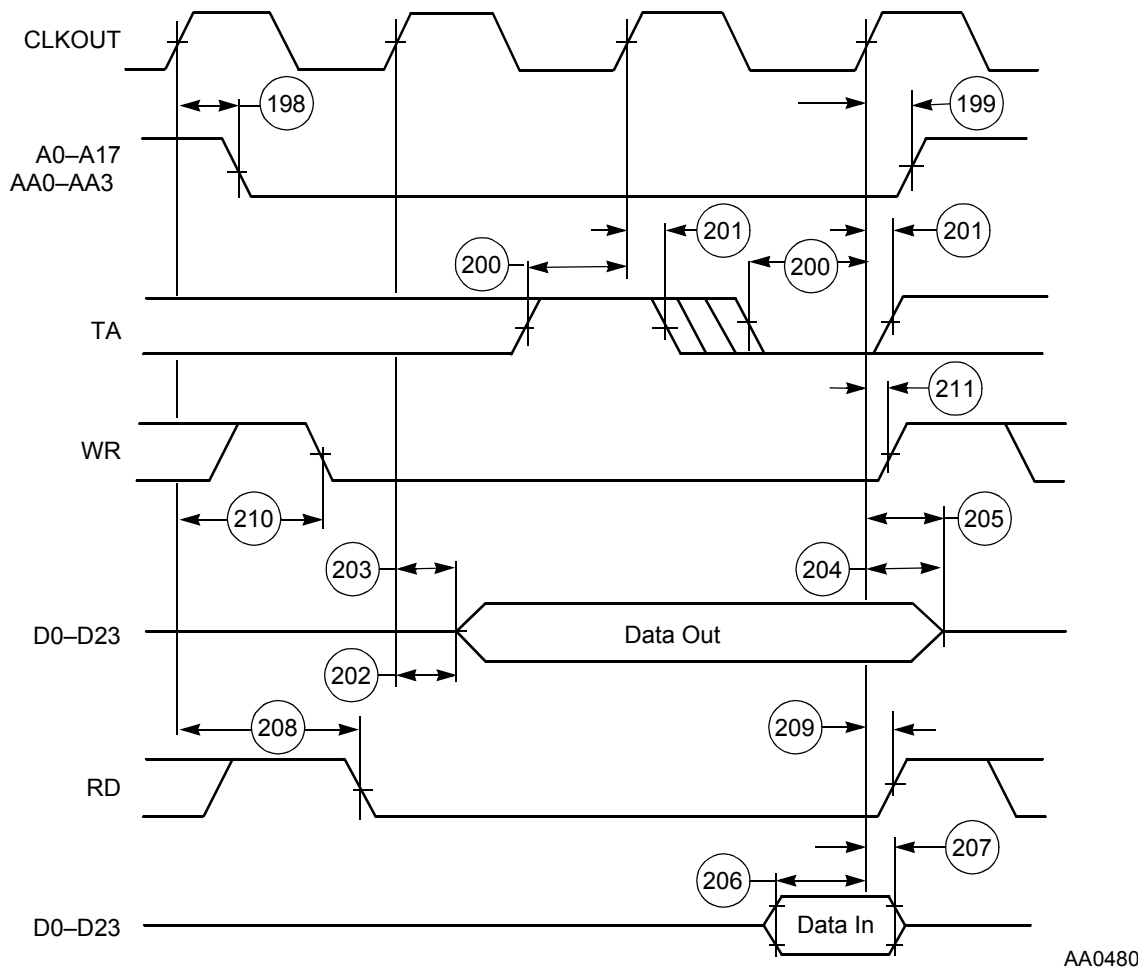 CLKOUT
198
199
A0–A17
AA0–AA3
201
201
200
200
TA
211
WR
210
205
203
204
D0–D23
Data Out
202
208
209
RD
207
206
D0–D23
Data In
AA0480